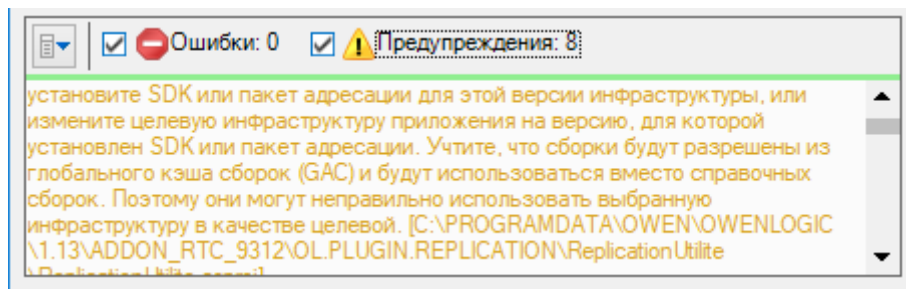 Ошибки: 0 Предупреждения: 8
установите SDK или пакет адресации для этой версии инфраструктуры, или
измените целевую инфраструктуру приложения на версию, для которой
установлен SDK или пакет адресации. Учтите, что сборки будут разрешены из
глобального кэша сборок (GAC) и будут использоваться вместо справочных
сборок. Поэтому они могут неправильно использовать выбранную
инфраструктуру в качестве целевой. [C:\PROGRAMDATA\OWEN\OWENLOGIC
\1.13\ADDON_RTC_9312\OL.PLUGIN.REPLICATION\ReplicationUtilite